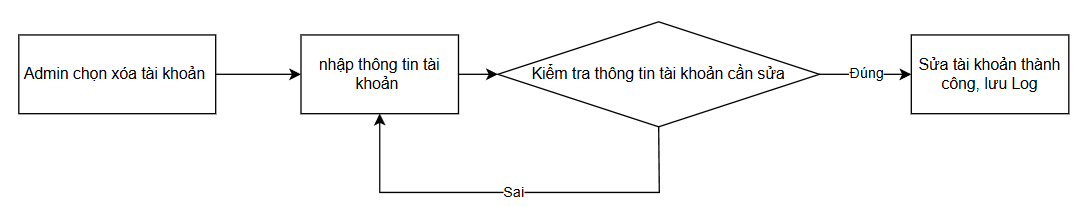 Admin chọn xóa tài khoản
nhập thông tin tài
khoản
Kiểm tra thông tin tài khoản cần sửa
Đúng
Sửa tài khoản thành
công, lưu Log
Sai